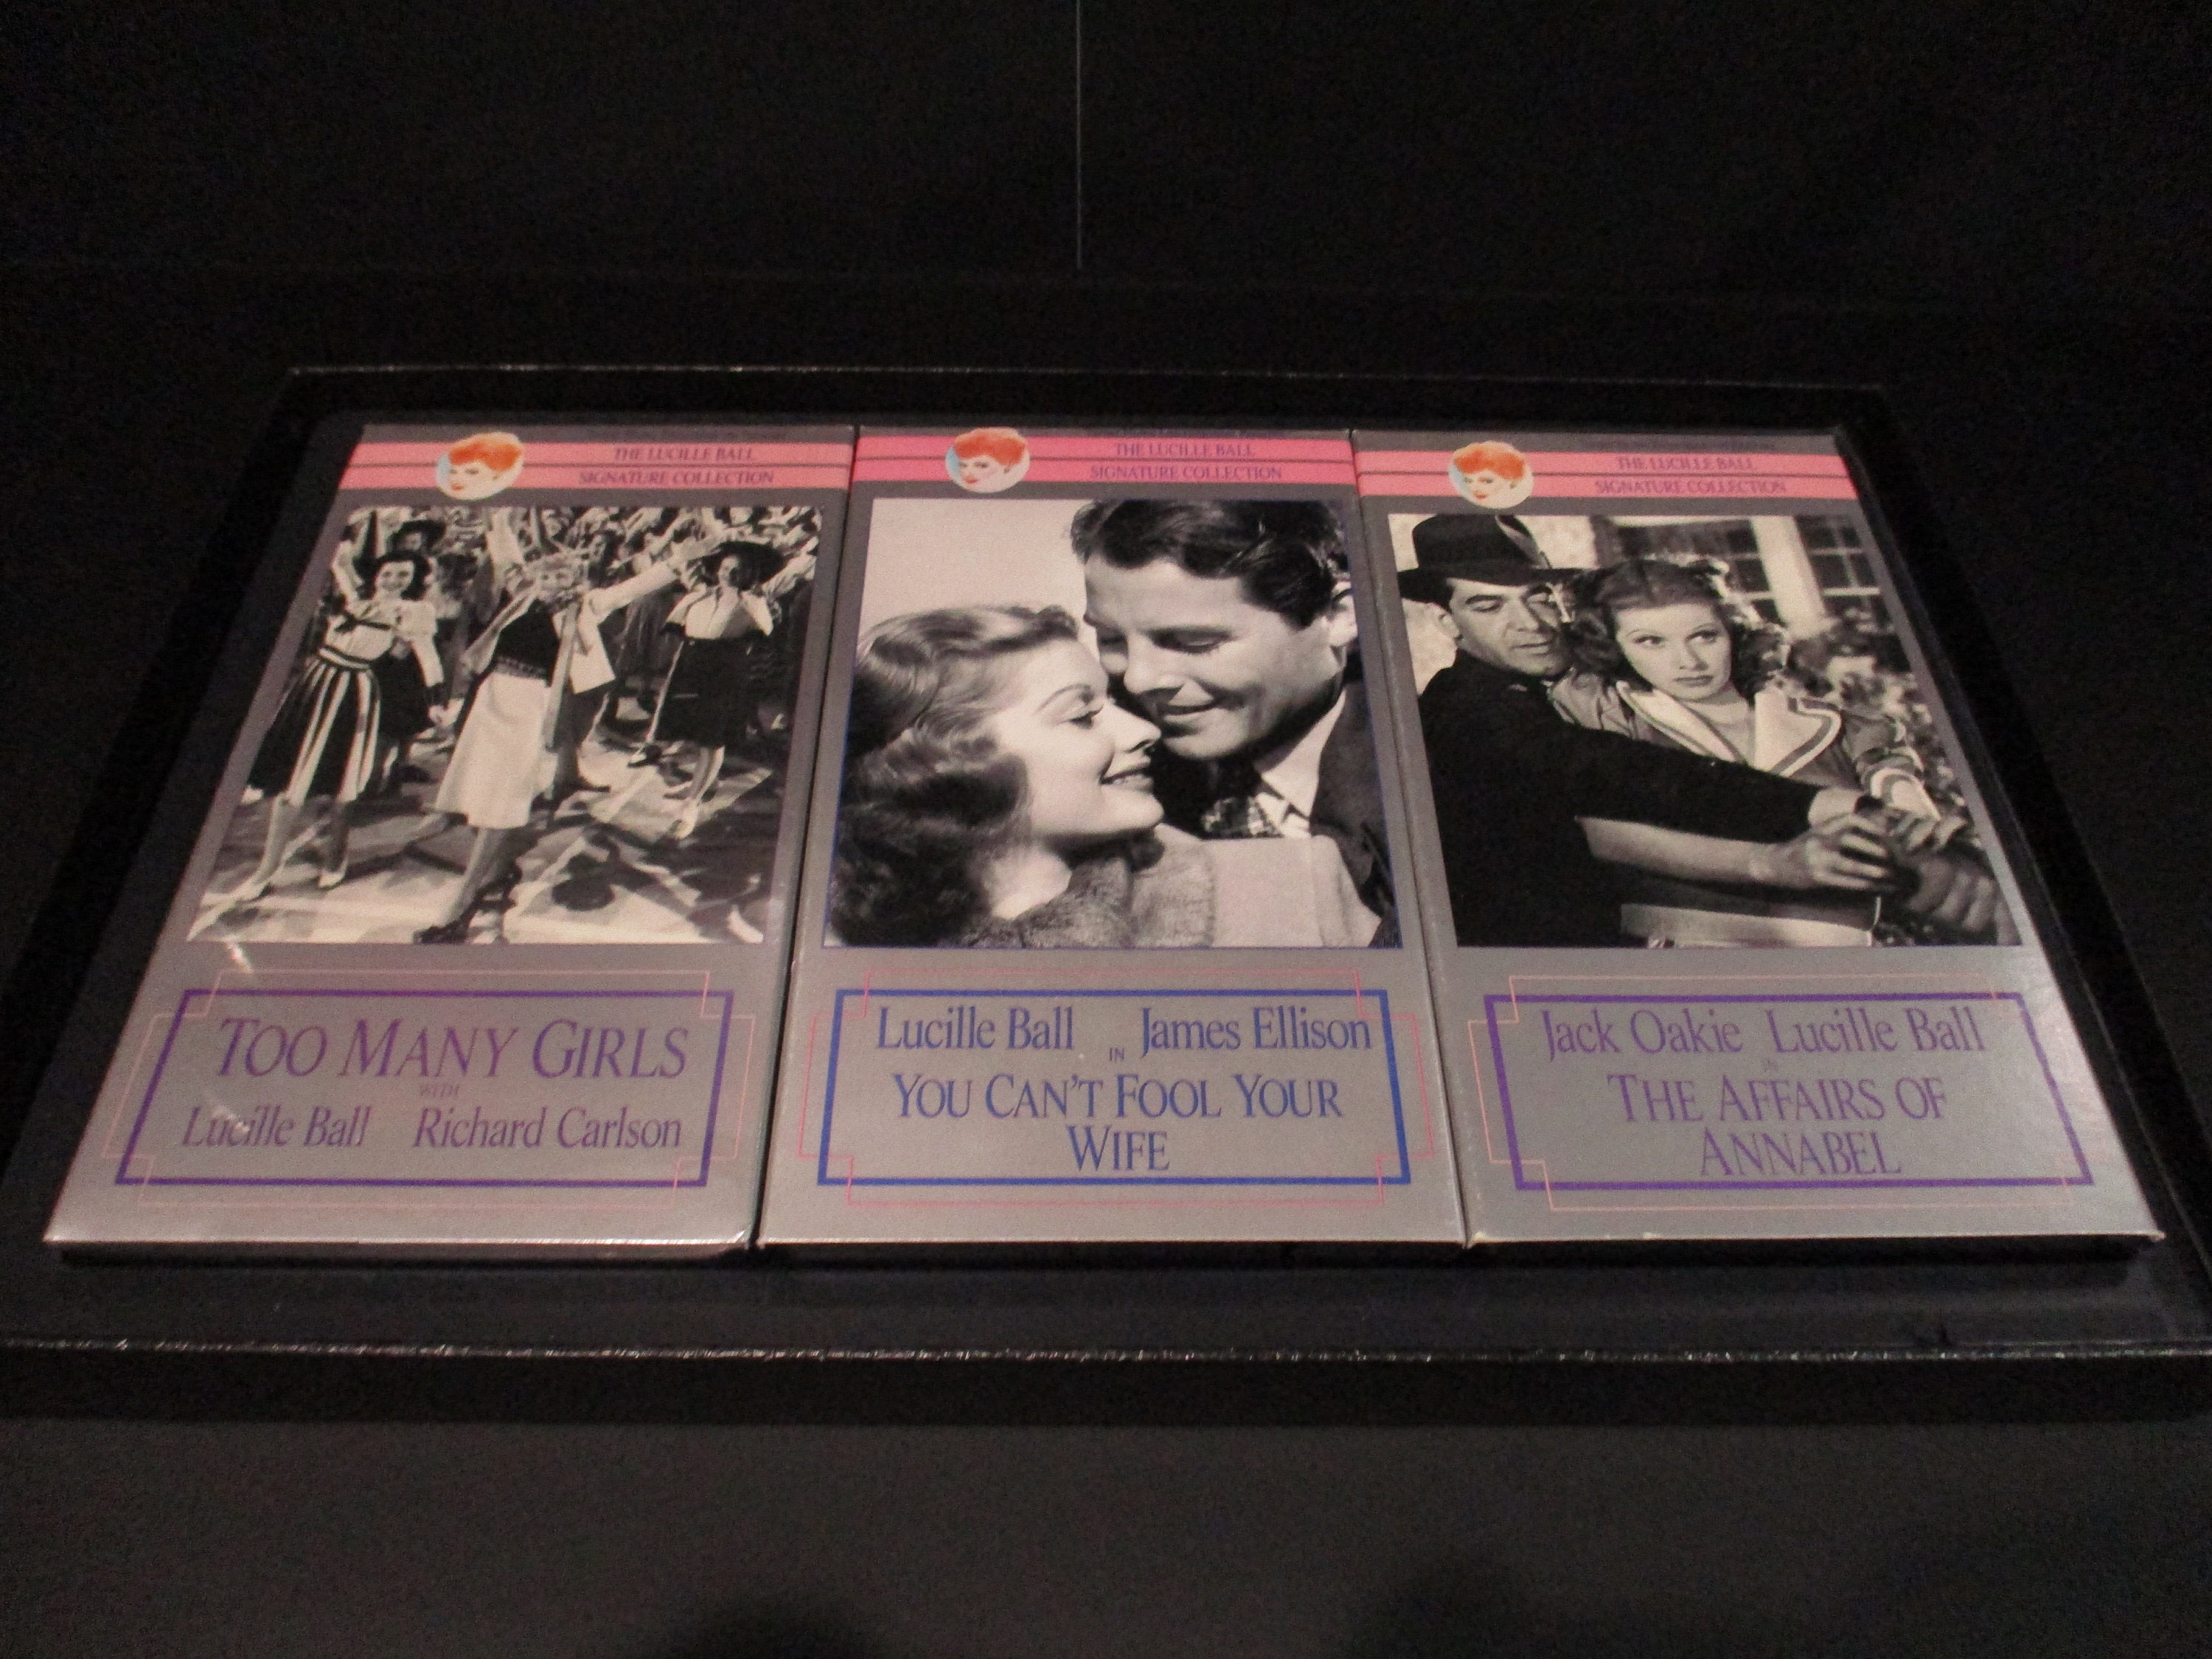 THE LUCILLE BALL
SIGNATURE COLLECTION
TOO MANY GIRLS
WITH
Lucille Ball Richard Carlson
THE LUCILLE BALL
SIGNATURE COLLECTION
Lucille Ball IN James Ellison
YOU CAN'T FOOL YOUR
WIFE
THE LUCILLE BALL
SIGNATURE COLLECTION
Jack Oakie Lucille Ball
IN
THE AFFAIRS OF
ANNABEL